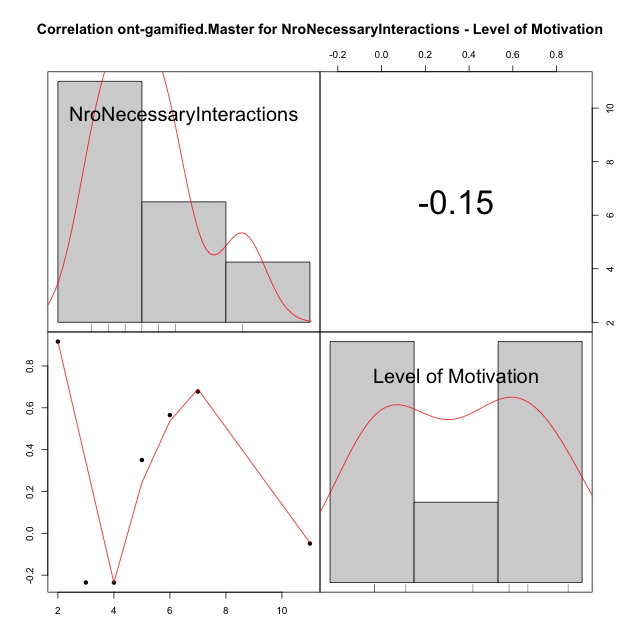 Correlation ont-gamified.Master for NroNecessaryInteractions - Level of Motivation
-0.2 0.0 0.2 0.4 0.6 0.8
NroNecessaryInteractions
-0.15
10
8
6
4
2
Level of Motivation
0.8
0.6
0.4
0.2
0.0
-0.2
2 4 6 8 10